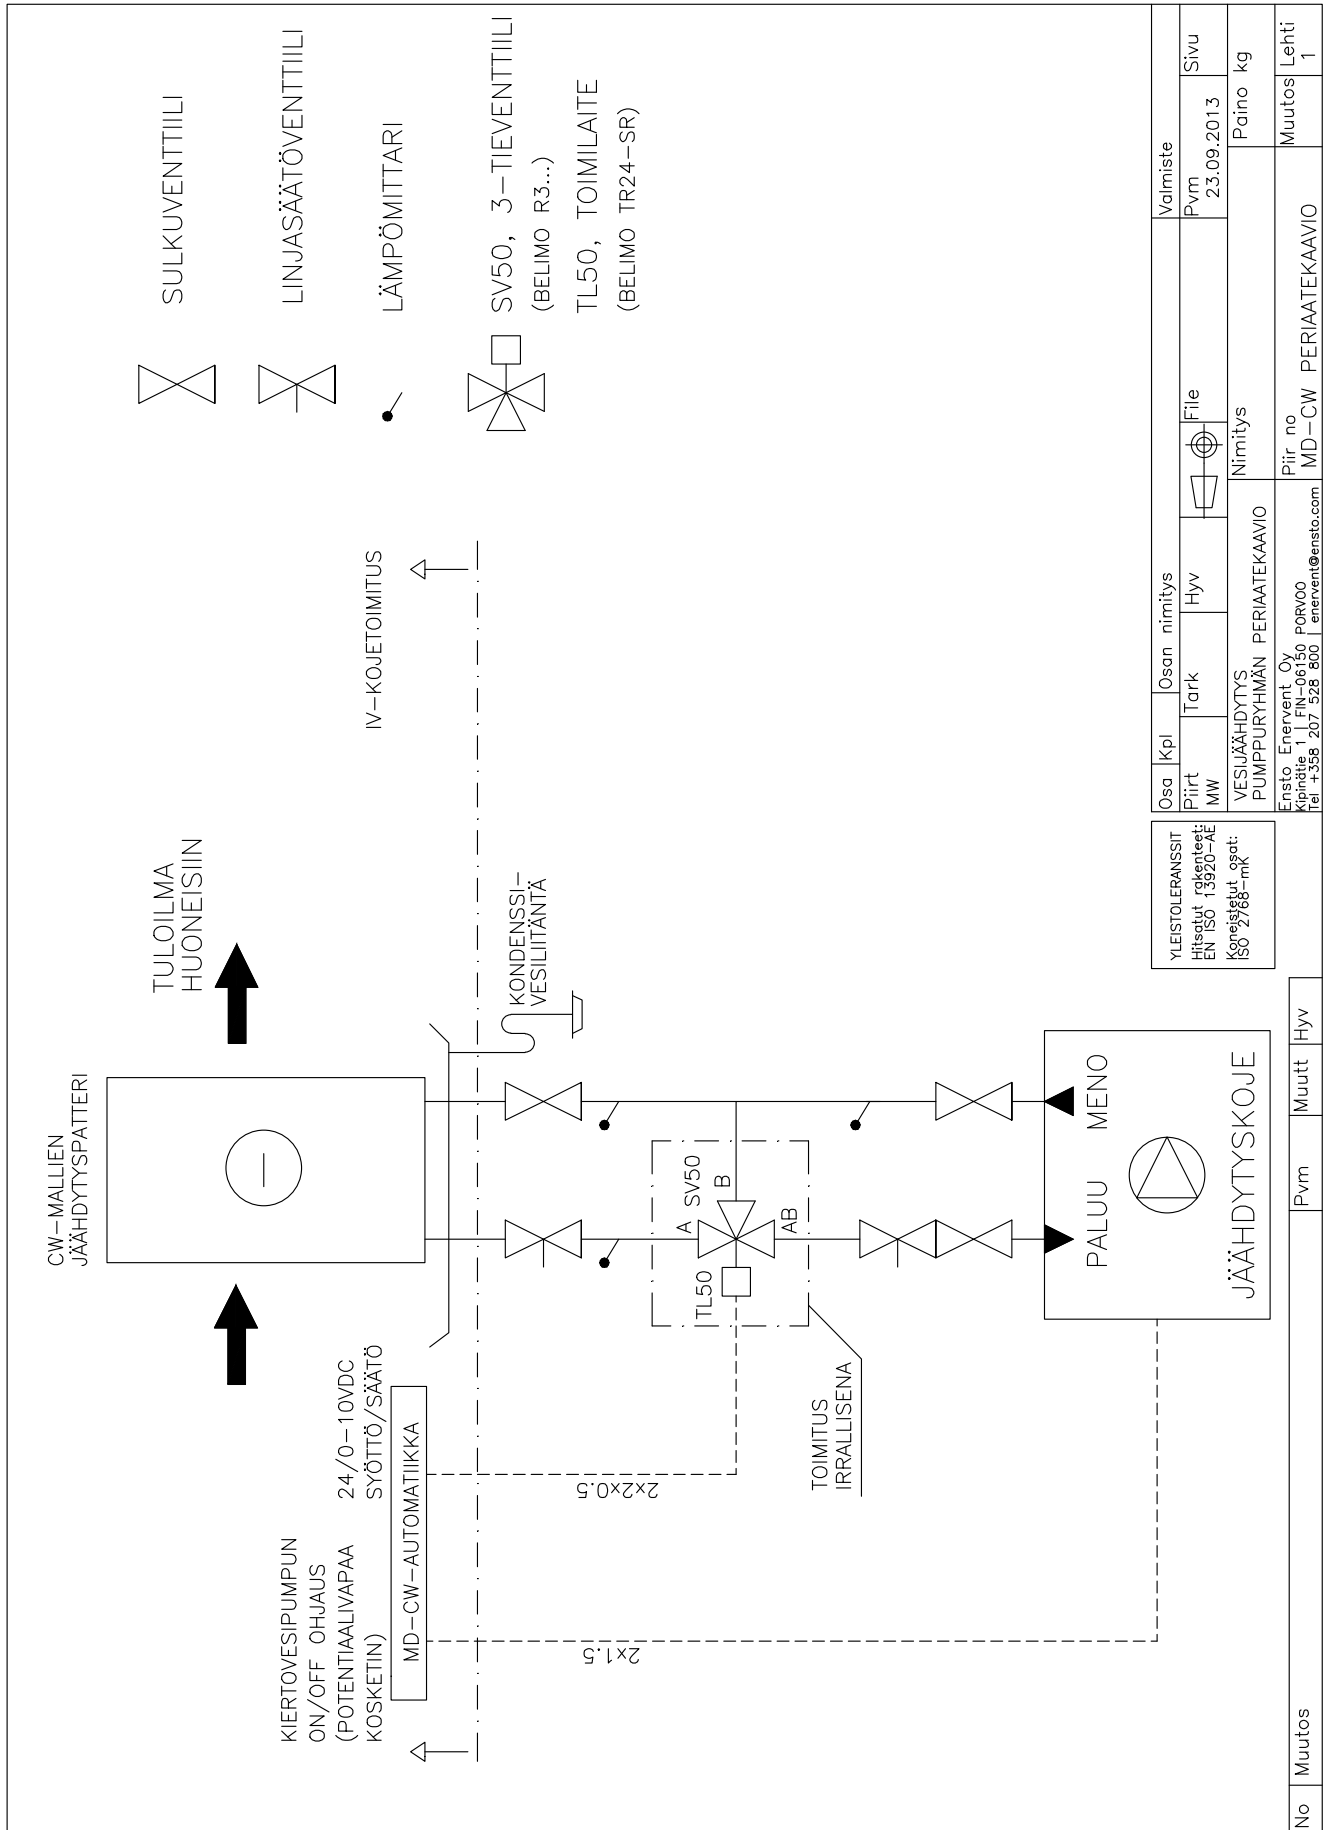 CW-MALLIEN
JÄÄHDYTYSPATTERI
TULOILMA
HUONEISIIN
KIERTOVESIPUMPUN
ON/OFF OHJAUS
(POTENTIAALIVAPAA
KOSKETIN)
24/0-10VDC
SYÖTTÖ/SÄÄTÖ
MD-CW-AUTOMATIIKKA
IV-KOJETOIMITUS
KONDENSSI-
VESILIITÄNTÄ
2x1.5
2x2x0.5
TL50
SV50
A
B
AB
TOIMITUS
IRRALLISENA
PALUU
MENO
JÄÄHDYTYSKOJE
SULKUVENTTIILI
LINJASÄÄTÖVENTTIILI
LÄMPÖMITTARI
SV50, 3-TIEVENTTIILI
(BELIMO R3...)
TL50, TOIMILAITE
(BELIMO TR24-SR)
YLEISTOLERANSSIT
Hitsatut rakenteet:
EN ISO 13920-AE
Koneistetut osat:
ISO 2768-mK
Osa Kpl Osan nimitys Valmiste
Piirt Tark Hyv File Pvm Sivu
MW 23.09.2013
VESIJÄÄHDYTYS
PUMPPURYHMÄN PERIAATEKAAVIO
Nimitys
Paino kg
Ensto Enervent Oy
Kipinätie 1 | FIN-06150 PORVOO
Tel +358 207 528 800 | enervent@ensto.com
Piir no
MD-CW PERIAATEKAAVIO
Muutos Lehti
1
No Muutos Pvm Muutt Hyv